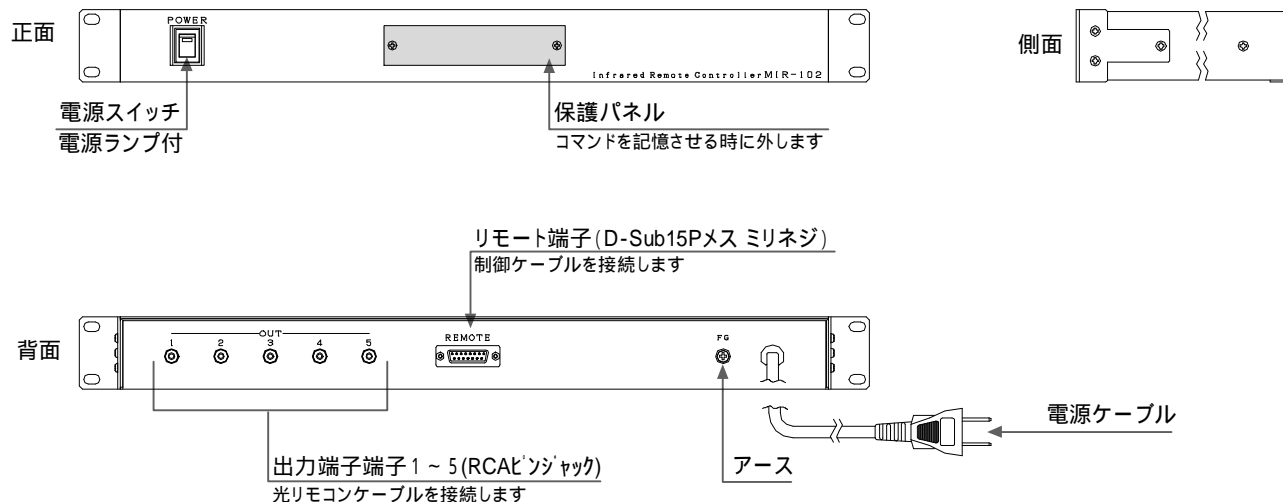 正面
POWER
Infrared Remote Controller MIR-102
側面
電源スイッチ
電源ランプ付
保護パネル
コマンドを記憶させる時に外します
リモート端子(D-Sub15Pメス ミリネジ)
制御ケーブルを接続します
背面
OUT
1 2 3 4 5
REMOTE
FG
電源ケーブル
出力端子端子1~5(RCAピンジャック)
光リモコンケーブルを接続します
アース